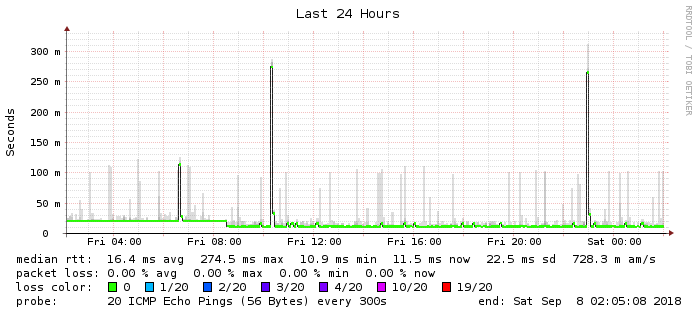 Last 24 Hours
RRDTOOL / TOBI OETIKER
Seconds
300 m
250 m
200 m
150 m
100 m
50 m
0
Fri 04:00 Fri 08:00 Fri 12:00 Fri 16:00 Fri 20:00 Sat 00:00
median rtt: 16.4 ms avg 274.5 ms max 10.9 ms min 11.5 ms now 22.5 ms sd 728.3 m am/s
packet loss: 0.00 % avg 0.00 % max 0.00 % min 0.00 % now
loss color: 0 1/20 2/20 3/20 4/20 10/20 19/20
probe: 20 ICMP Echo Pings (56 Bytes) every 300s end: Sat Sep 8 02:05:08 2018